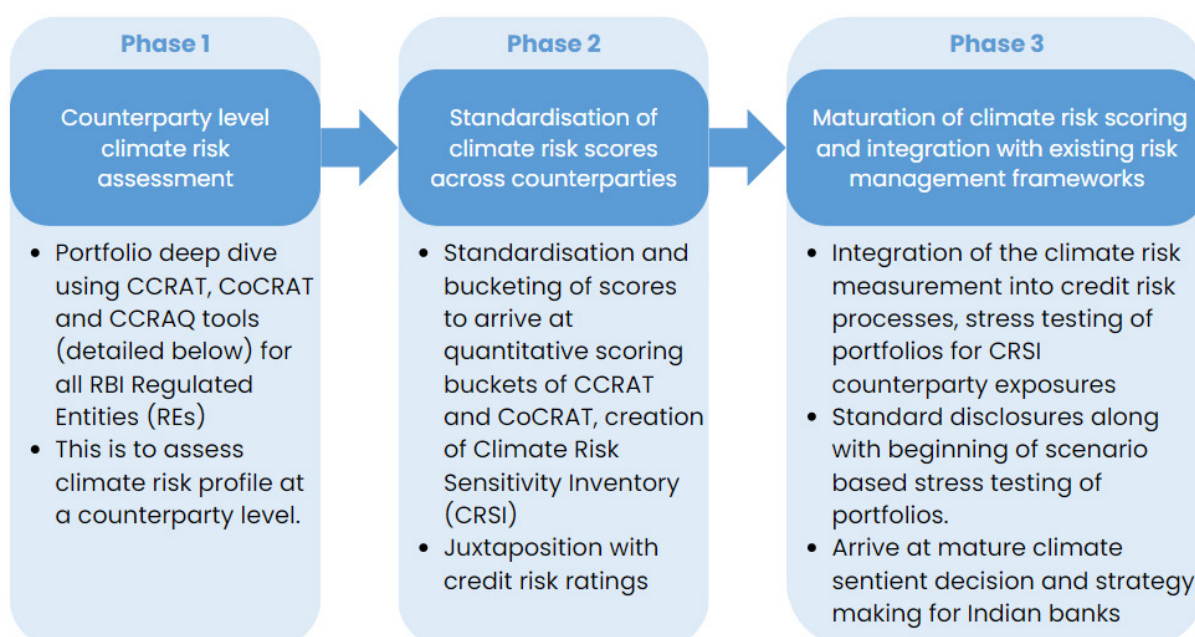 Phase 1
Counterparty level
climate risk
assessment
• Portfolio deep dive
using CCRAT, CoCRAT
and CCRAQ tools
(detailed below) for
all RBI Regulated
Entities (REs)
• This is to assess
climate risk profile at
a counterparty level.
Phase 2
Standardisation of
climate risk scores
across counterparties
• Standardisation and
bucketing of scores
to arrive at
quantitative scoring
buckets of CCRAT
and CoCRAT, creation
of Climate Risk
Sensitivity Inventory
(CRSI)
• Juxtaposition with
credit risk ratings
Phase 3
Maturation of climate risk scoring
and integration with existing risk
management frameworks
• Integration of the climate risk
measurement into credit risk
processes, stress testing of
portfolios for CRSI
counterparty exposures
• Standard disclosures along
with beginning of scenario
based stress testing of
portfolios.
• Arrive at mature climate
sentient decision and strategy
making for Indian banks